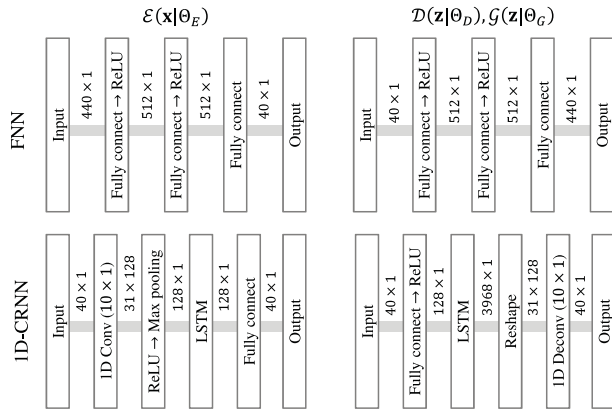 ℰ(𝐱|Θ_E)
𝒟(𝐳|Θ_D), 𝒢(𝐳|Θ_G)
FNN
Input
440 × 1
Fully connect → ReLU
512 × 1
Fully connect → ReLU
512 × 1
Fully connect
40 × 1
Output
Input
40 × 1
Fully connect → ReLU
512 × 1
Fully connect → ReLU
512 × 1
Fully connect
440 × 1
Output
1D-CRNN
Input
40 × 1
1D Conv (10 × 1)
31 × 128
ReLU → Max pooling
128 × 1
LSTM
128 × 1
Fully connect
40 × 1
Output
Input
40 × 1
Fully connect → ReLU
128 × 1
LSTM
3968 × 1
Reshape
31 × 128
1D Deconv (10 × 1)
40 × 1
Output